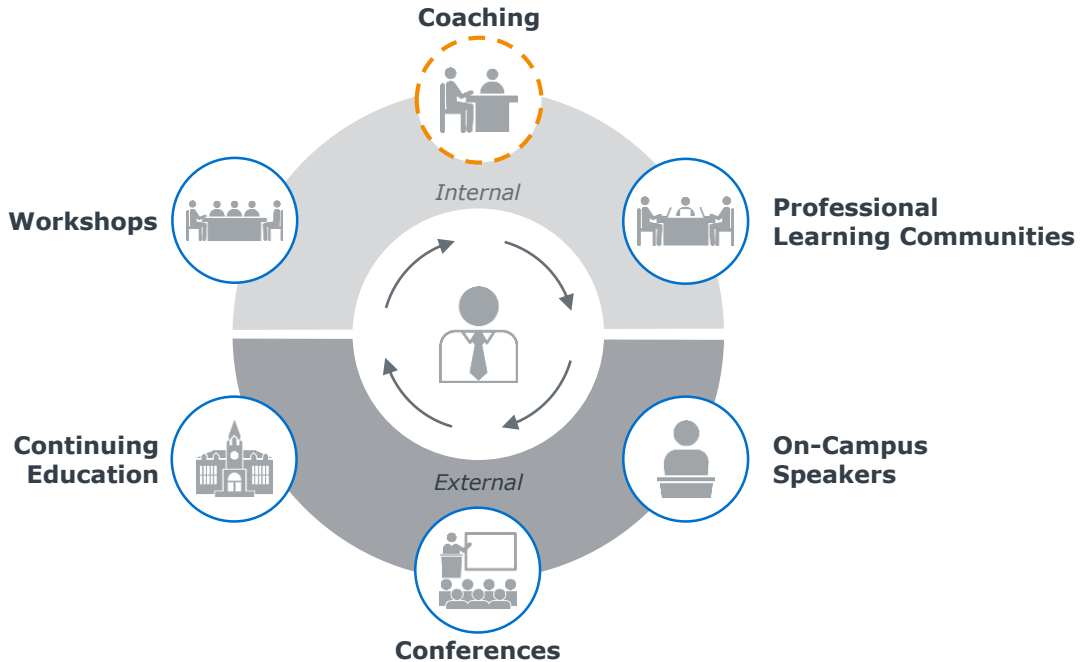 Coaching
Internal
Workshops
Professional
Learning Communities
Continuing
Education
On-Campus
Speakers
External
Conferences